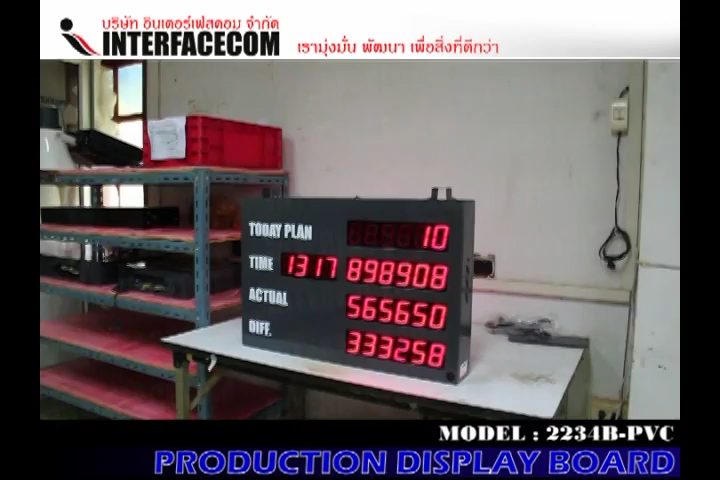 บริษัท อินเตอร์เฟสคอม จำกัด
INTERFACECOM เรามุ่งมั่น พัฒนา เพื่อสิ่งที่ดีกว่า
TODAY PLAN 10
TIME 1317 898908
ACTUAL 565650
DIFF. 333258
MODEL : 2234B-PVC
PRODUCTION DISPLAY BOARD